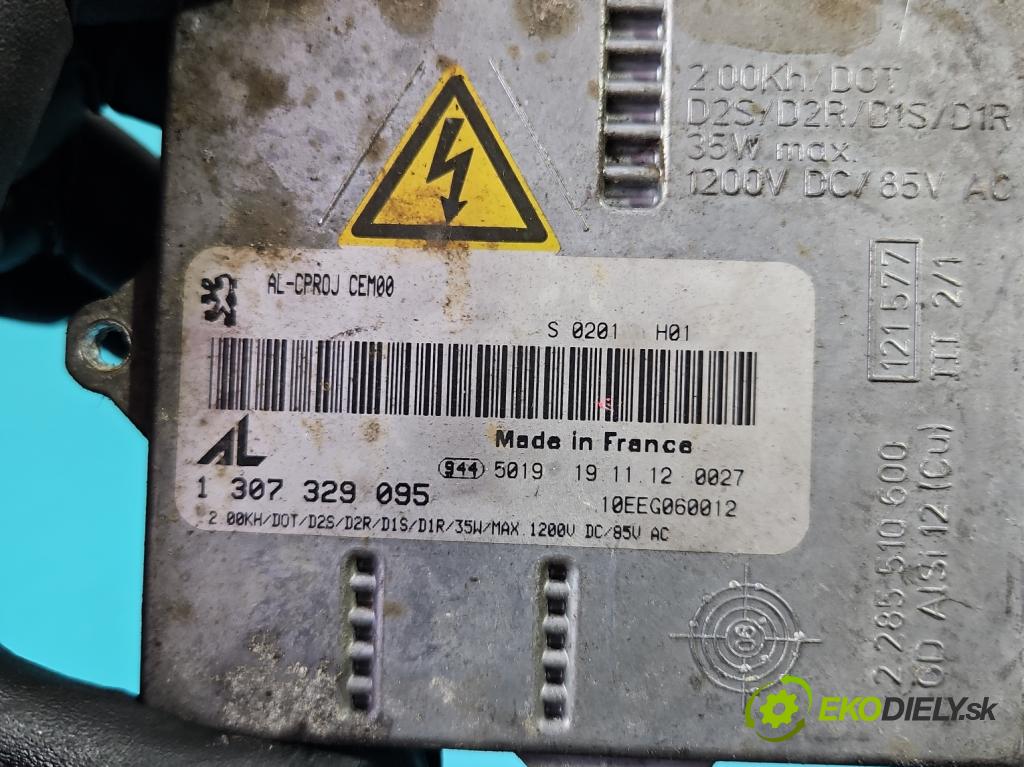 2.00Kh/DOT
D2S/D2R/D1S/D1R
35W max.
1200V DC/85V AC
AL-CPROJ CEM00
S 0201 H01
AL
Made in France
944 5019 19.11.12 0027
1 307 329 095
10EEG060012
2.00KH/DOT/D2S/D2R/D1S/D1R/35W/MAX.1200V DC/85V AC
121577
III 2/1
2 285 510 600
GD AlSi 12 (Cu)
EKODIELY.sk